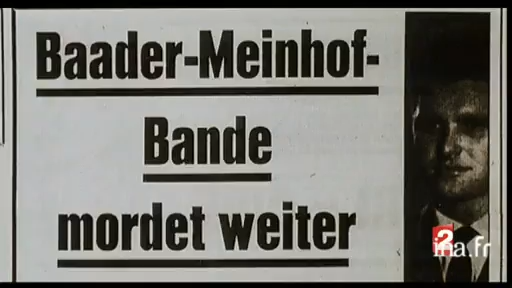 Baader-Meinhof-
Bande
mordet weiter
2
ina.fr